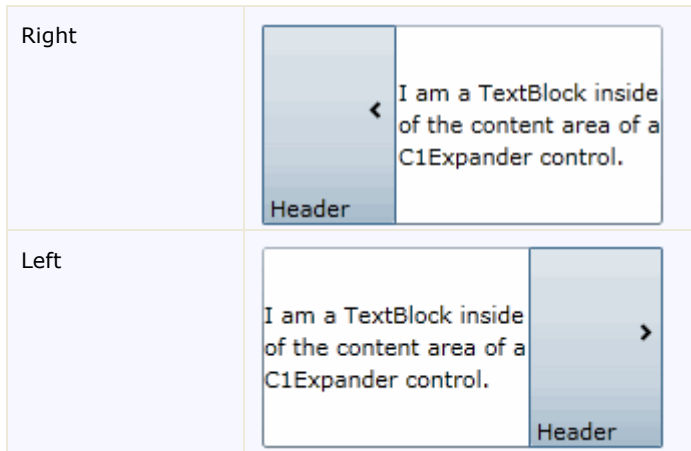 Right
I am a TextBlock inside
of the content area of a
C1Expander control.
Header
Left
I am a TextBlock inside
of the content area of a
C1Expander control.
Header